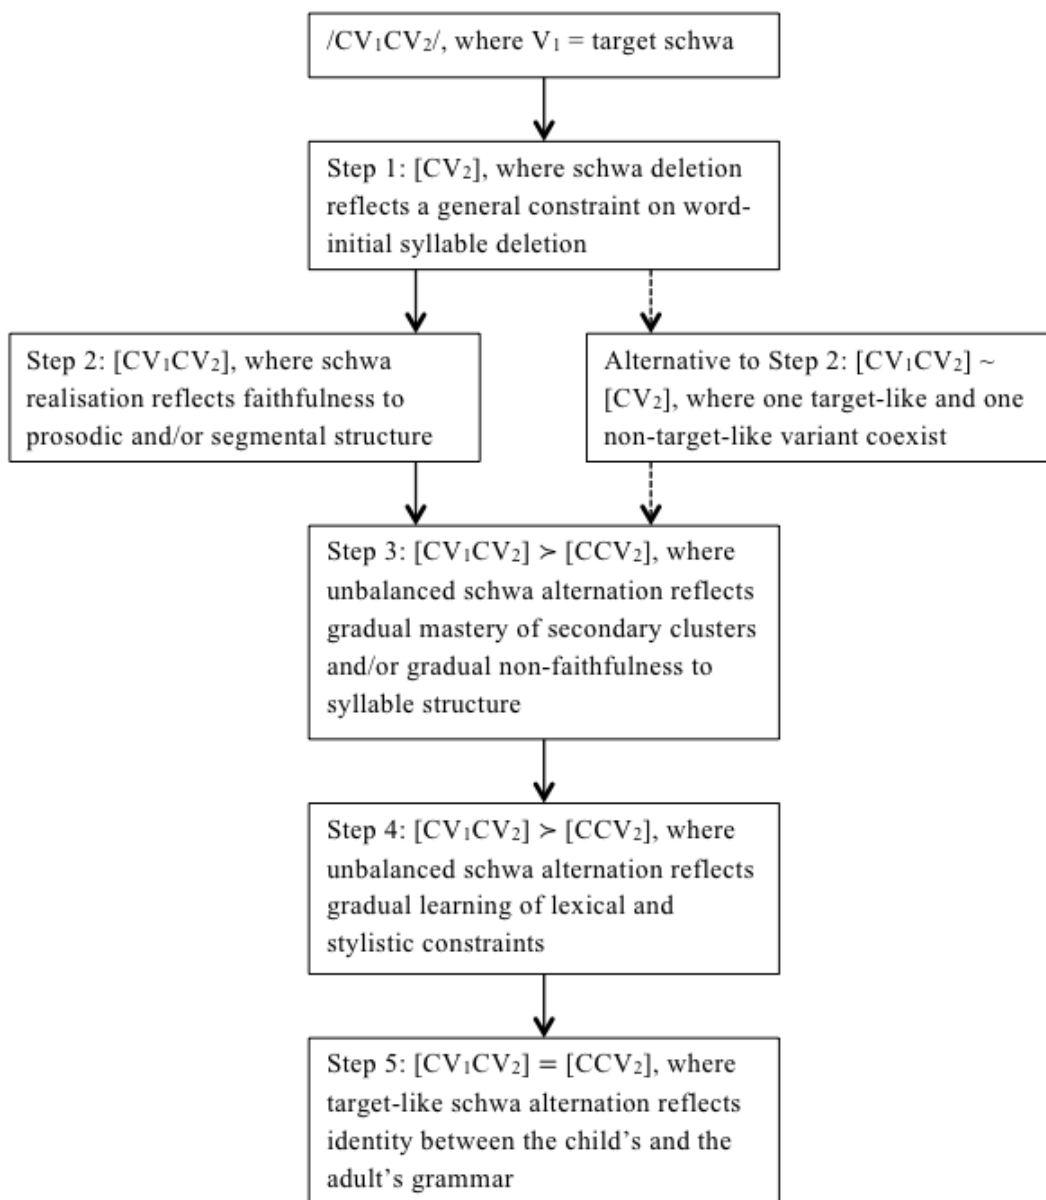 /CV₁CV₂/, where V₁ = target schwa
Step 1: [CV₂], where schwa deletion
reflects a general constraint on word-
initial syllable deletion
Step 2: [CV₁CV₂], where schwa
realisation reflects faithfulness to
prosodic and/or segmental structure
Alternative to Step 2: [CV₁CV₂] ~
[CV₂], where one target-like and one
non-target-like variant coexist
Step 3: [CV₁CV₂] > [CCV₂], where
unbalanced schwa alternation reflects
gradual mastery of secondary clusters
and/or gradual non-faithfulness to
syllable structure
Step 4: [CV₁CV₂] > [CCV₂], where
unbalanced schwa alternation reflects
gradual learning of lexical and
stylistic constraints
Step 5: [CV₁CV₂] = [CCV₂], where
target-like schwa alternation reflects
identity between the child’s and the
adult’s grammar